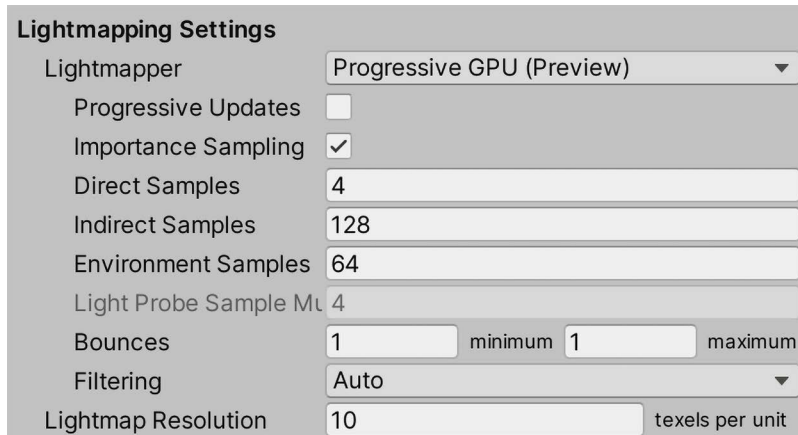 Lightmapping Settings
Lightmapper Progressive GPU (Preview)
Progressive Updates
Importance Sampling
Direct Samples 4
Indirect Samples 128
Environment Samples 64
Light Probe Sample Mu 4
Bounces 1 minimum 1 maximum
Filtering Auto
Lightmap Resolution 10 texels per unit